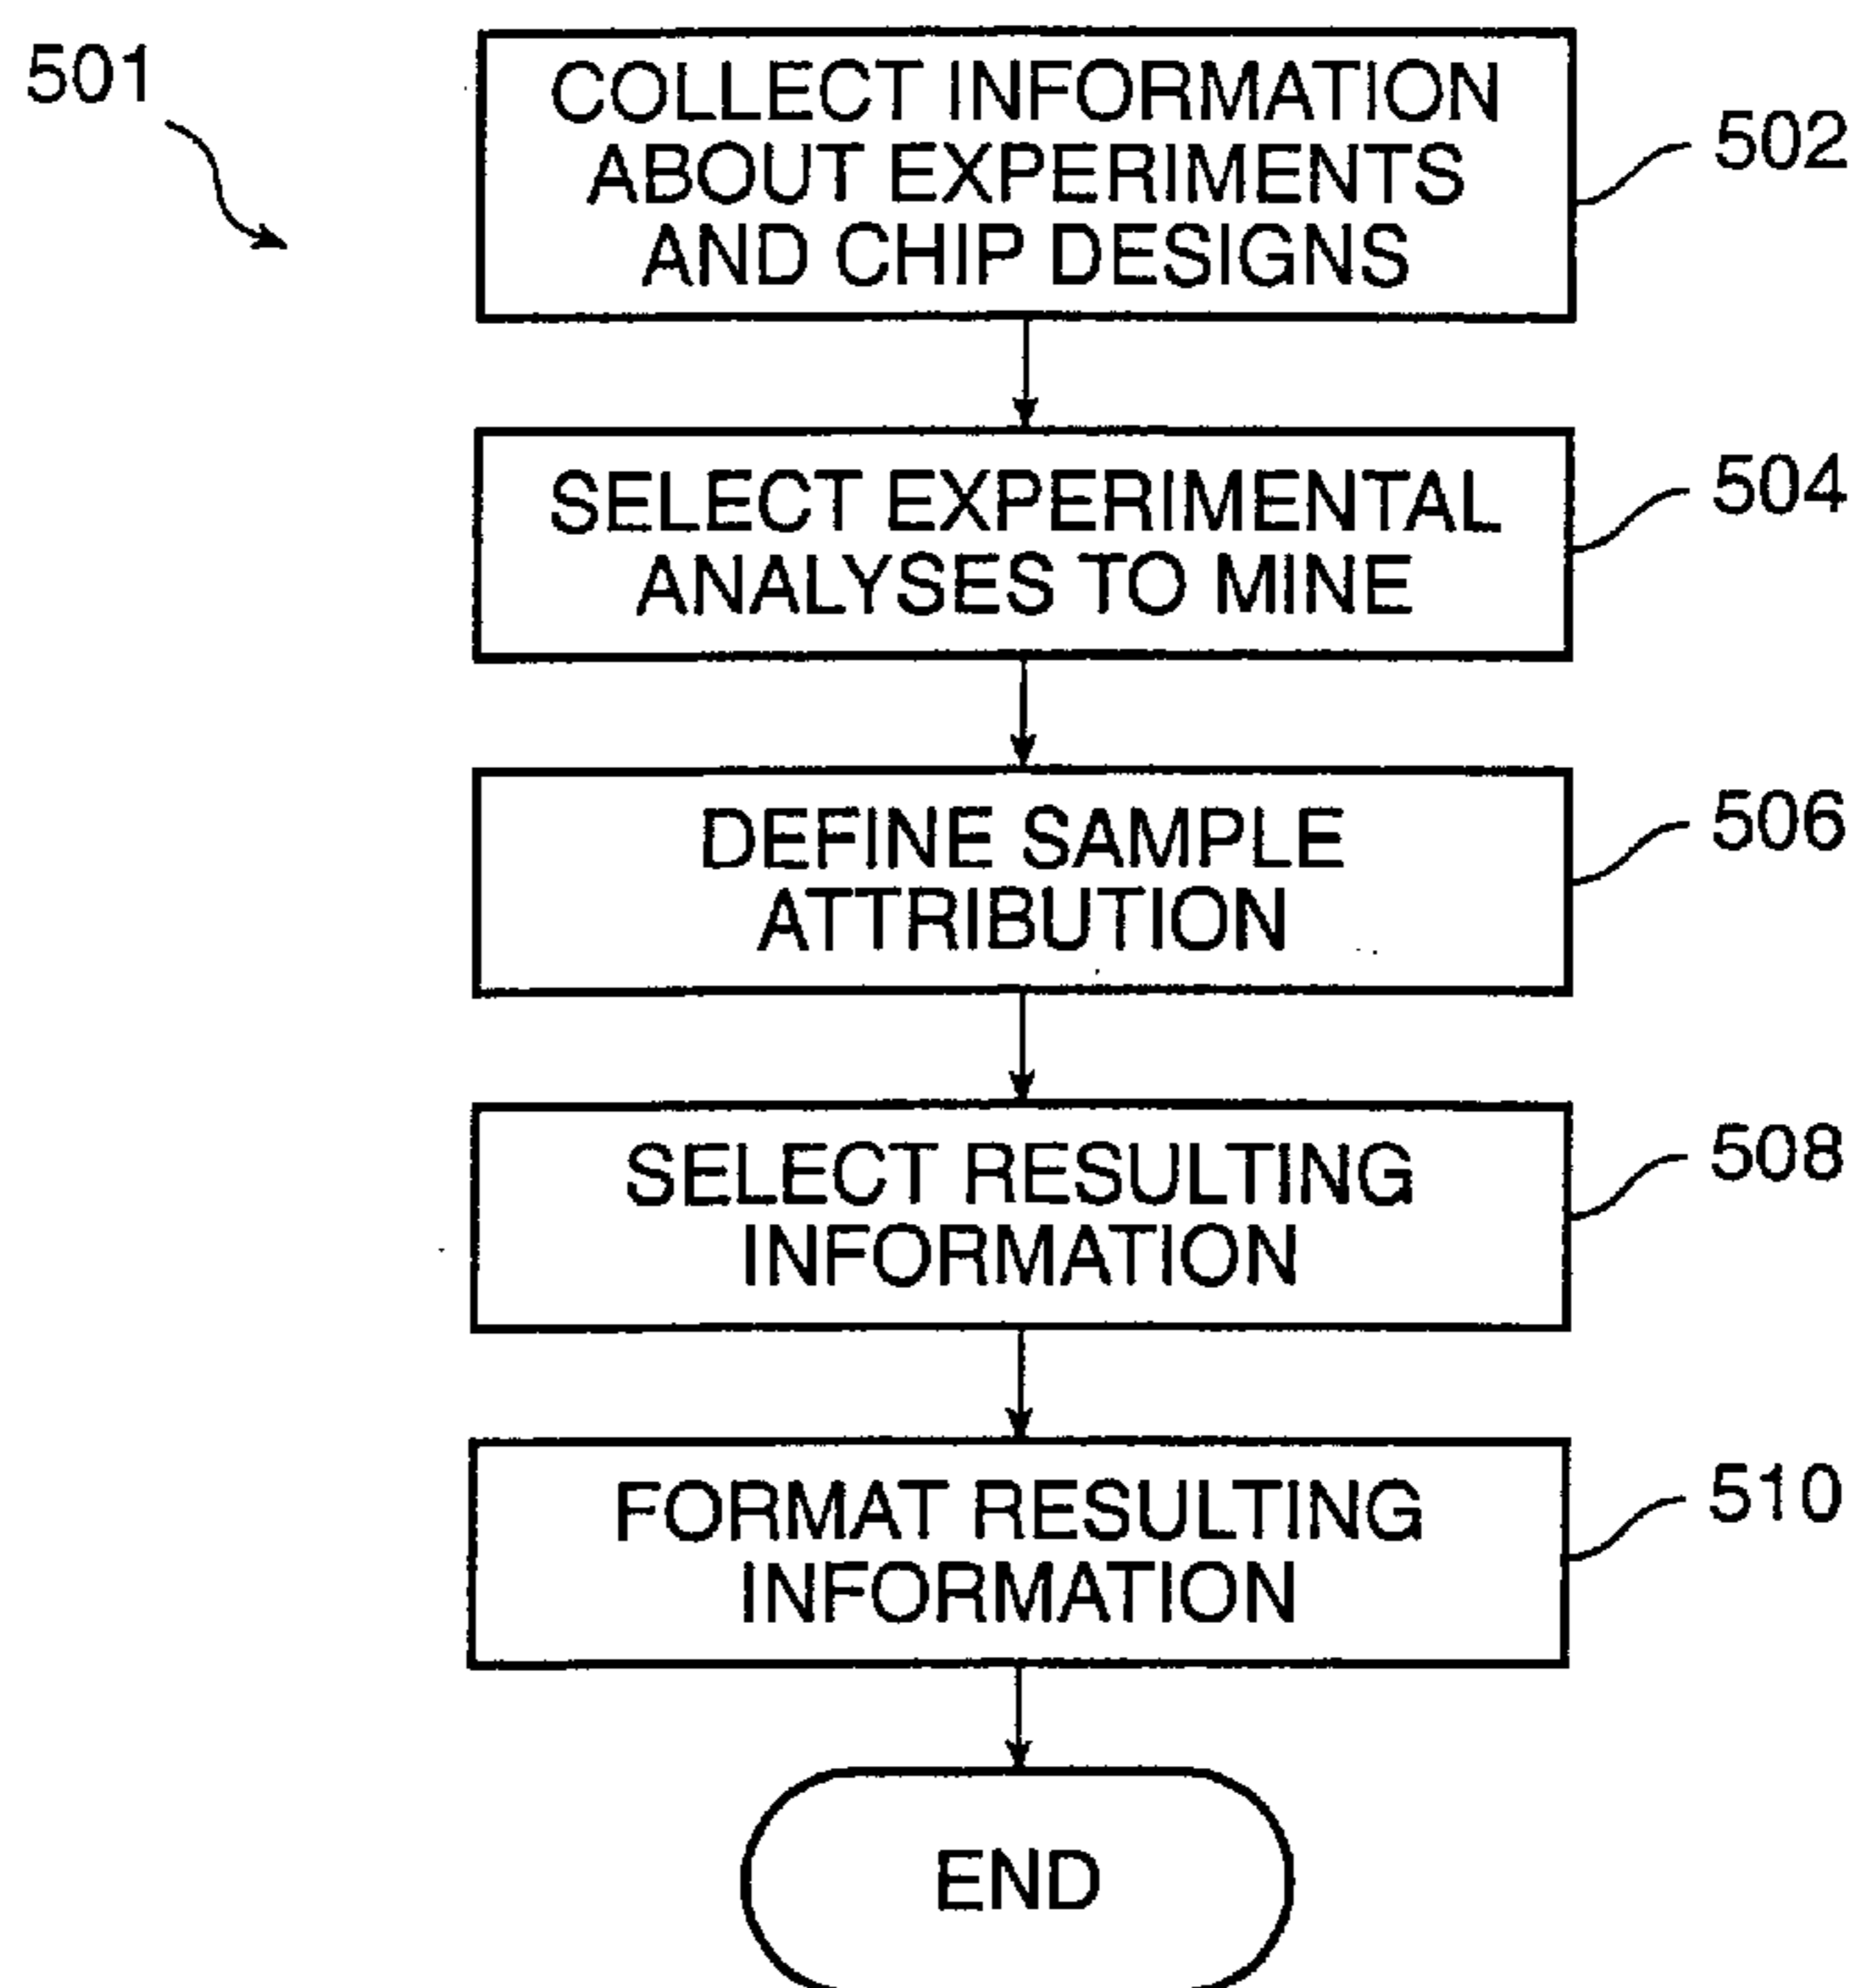 501
COLLECT INFORMATION
ABOUT EXPERIMENTS
AND CHIP DESIGNS
502
SELECT EXPERIMENTAL
ANALYSES TO MINE
504
DEFINE SAMPLE
ATTRIBUTION
506
SELECT RESULTING
INFORMATION
508
FORMAT RESULTING
INFORMATION
510
END